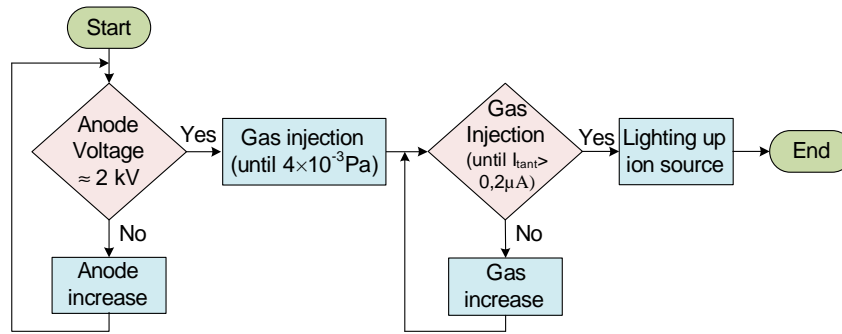 Start
Anode
Voltage
≈ 2 kV
Yes
No
Anode
increase
Gas injection
(until 4×10⁻³Pa)
Gas
Injection
(until Iₜₐₙₜ>
0,2µA)
Yes
No
Gas
increase
Lighting up
ion source
End